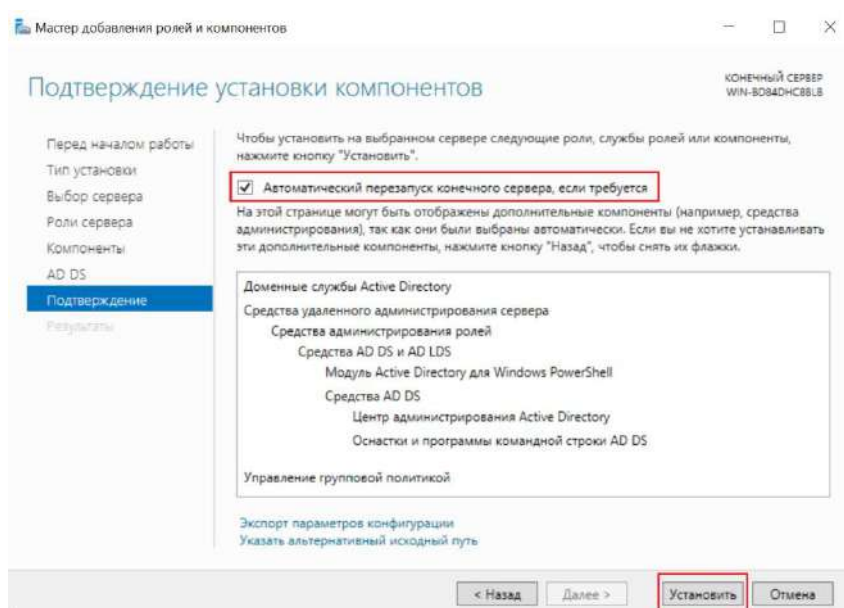 Мастер добавления ролей и компонентов
Подтверждение установки компонентов
КОНЕЧНЫЙ СЕРВЕР
WIN-BD84DHC88LB
Перед началом работы
Тип установки
Выбор сервера
Роли сервера
Компоненты
AD DS
Подтверждение
Результаты
Чтобы установить на выбранном сервере следующие роли, службы ролей или компоненты,
нажмите кнопку "Установить".
Автоматический перезапуск конечного сервера, если требуется
На этой странице могут быть отображены дополнительные компоненты (например, средства
администрирования), так как они были выбраны автоматически. Если вы не хотите устанавливать
эти дополнительные компоненты, нажмите кнопку "Назад", чтобы снять их флажки.
Доменные службы Active Directory
Средства удаленного администрирования сервера
Средства администрирования ролей
Средства AD DS и AD LDS
Модуль Active Directory для Windows PowerShell
Средства AD DS
Центр администрирования Active Directory
Оснастки и программы командной строки AD DS
Управление групповой политикой
Экспорт параметров конфигурации
Указать альтернативный исходный путь
< Назад Далее > Установить Отмена